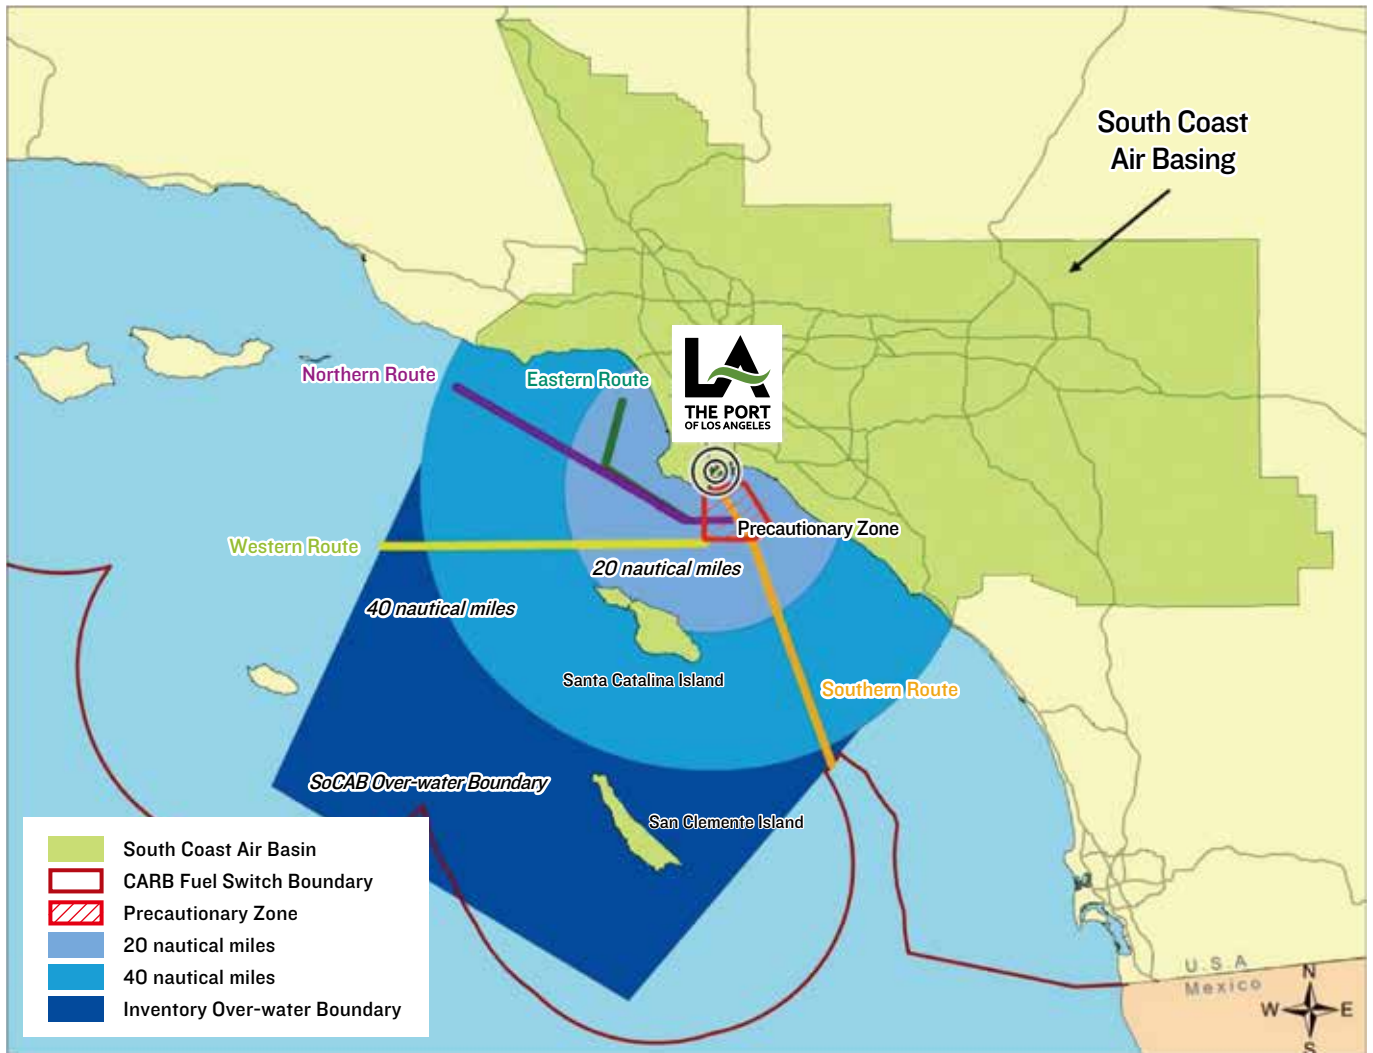 South Coast
Air Basing
Northern Route
Eastern Route
LA
THE PORT
OF LOS ANGELES
Precautionary Zone
Western Route
20 nautical miles
40 nautical miles
Santa Catalina Island
Southern Route
SoCAB Over-water Boundary
San Clemente Island
South Coast Air Basin
CARB Fuel Switch Boundary
Precautionary Zone
20 nautical miles
40 nautical miles
Inventory Over-water Boundary
U.S.A
Mexico
N
W
E
S